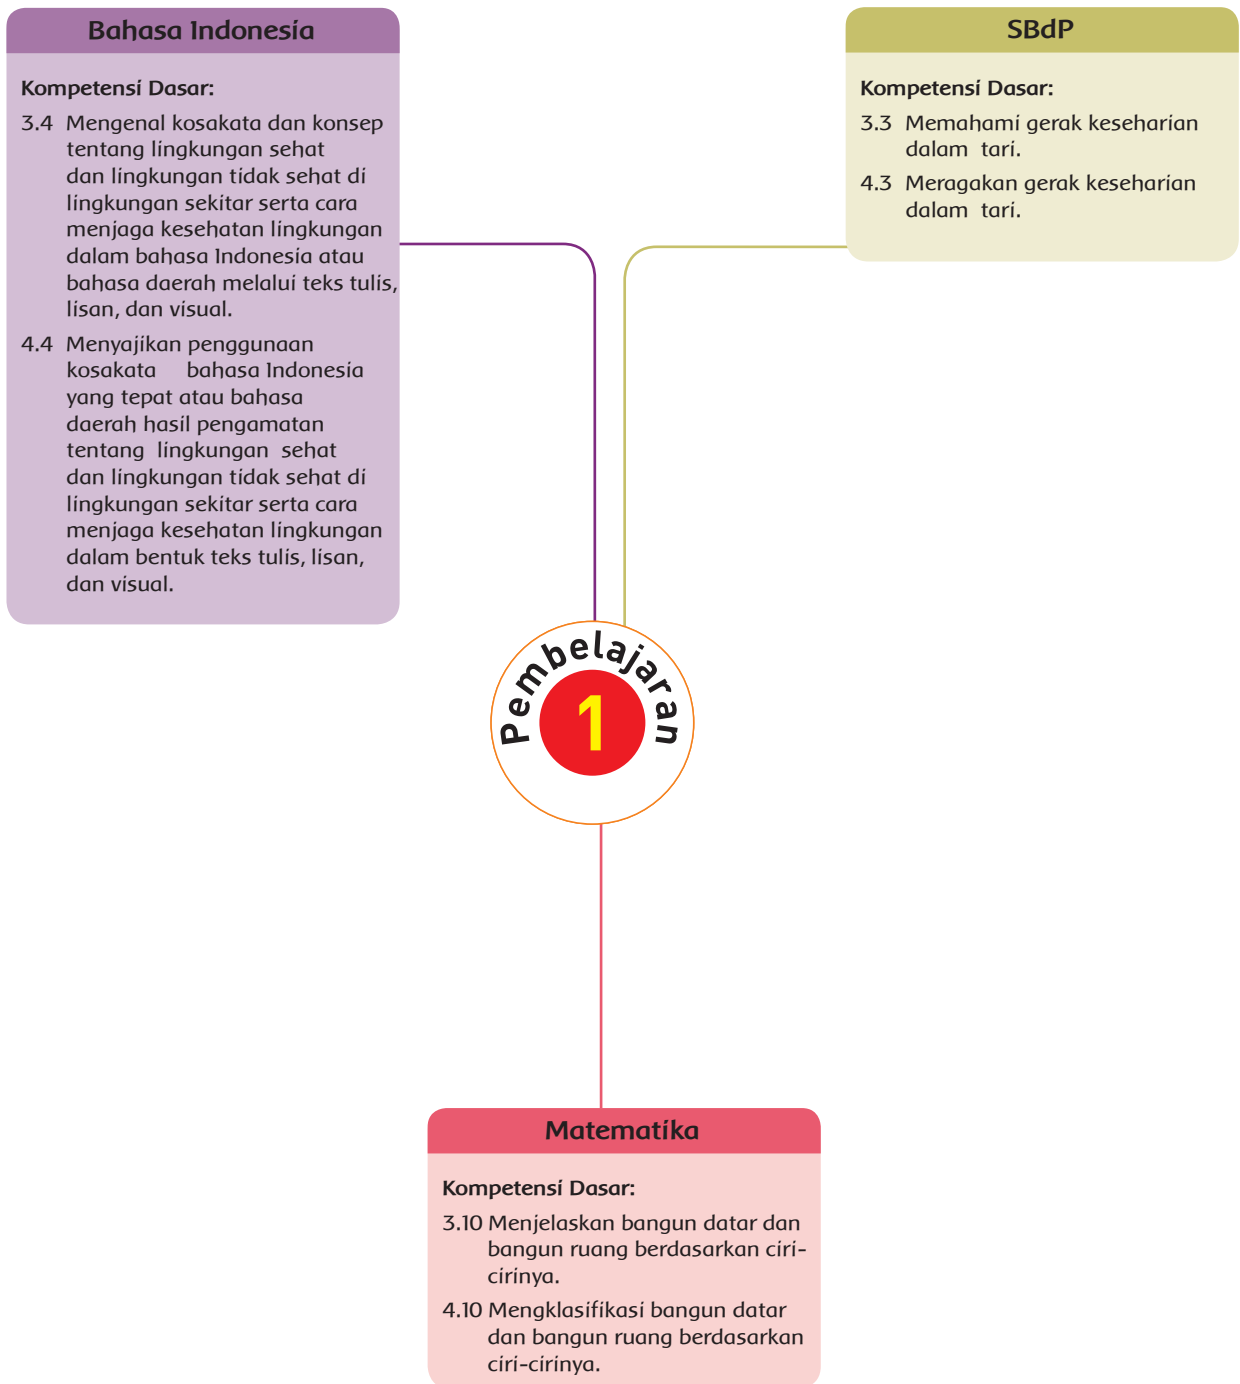 Bahasa Indonesia
Kompetensi Dasar:
3.4 Mengenal kosakata dan konsep
tentang lingkungan sehat
dan lingkungan tidak sehat di
lingkungan sekitar serta cara
menjaga kesehatan lingkungan
dalam bahasa Indonesia atau
bahasa daerah melalui teks tulis,
lisan, dan visual.
4.4 Menyajikan penggunaan
kosakata bahasa Indonesia
yang tepat atau bahasa
daerah hasil pengamatan
tentang lingkungan sehat
dan lingkungan tidak sehat di
lingkungan sekitar serta cara
menjaga kesehatan lingkungan
dalam bentuk teks tulis, lisan,
dan visual.
SBdP
Kompetensi Dasar:
3.3 Memahami gerak keseharian
dalam tari.
4.3 Meragakan gerak keseharian
dalam tari.
Pembelajaran
1
Matematika
Kompetensi Dasar:
3.10 Menjelaskan bangun datar dan
bangun ruang berdasarkan ciri-
cirinya.
4.10 Mengklasifikasi bangun datar
dan bangun ruang berdasarkan
ciri-cirinya.